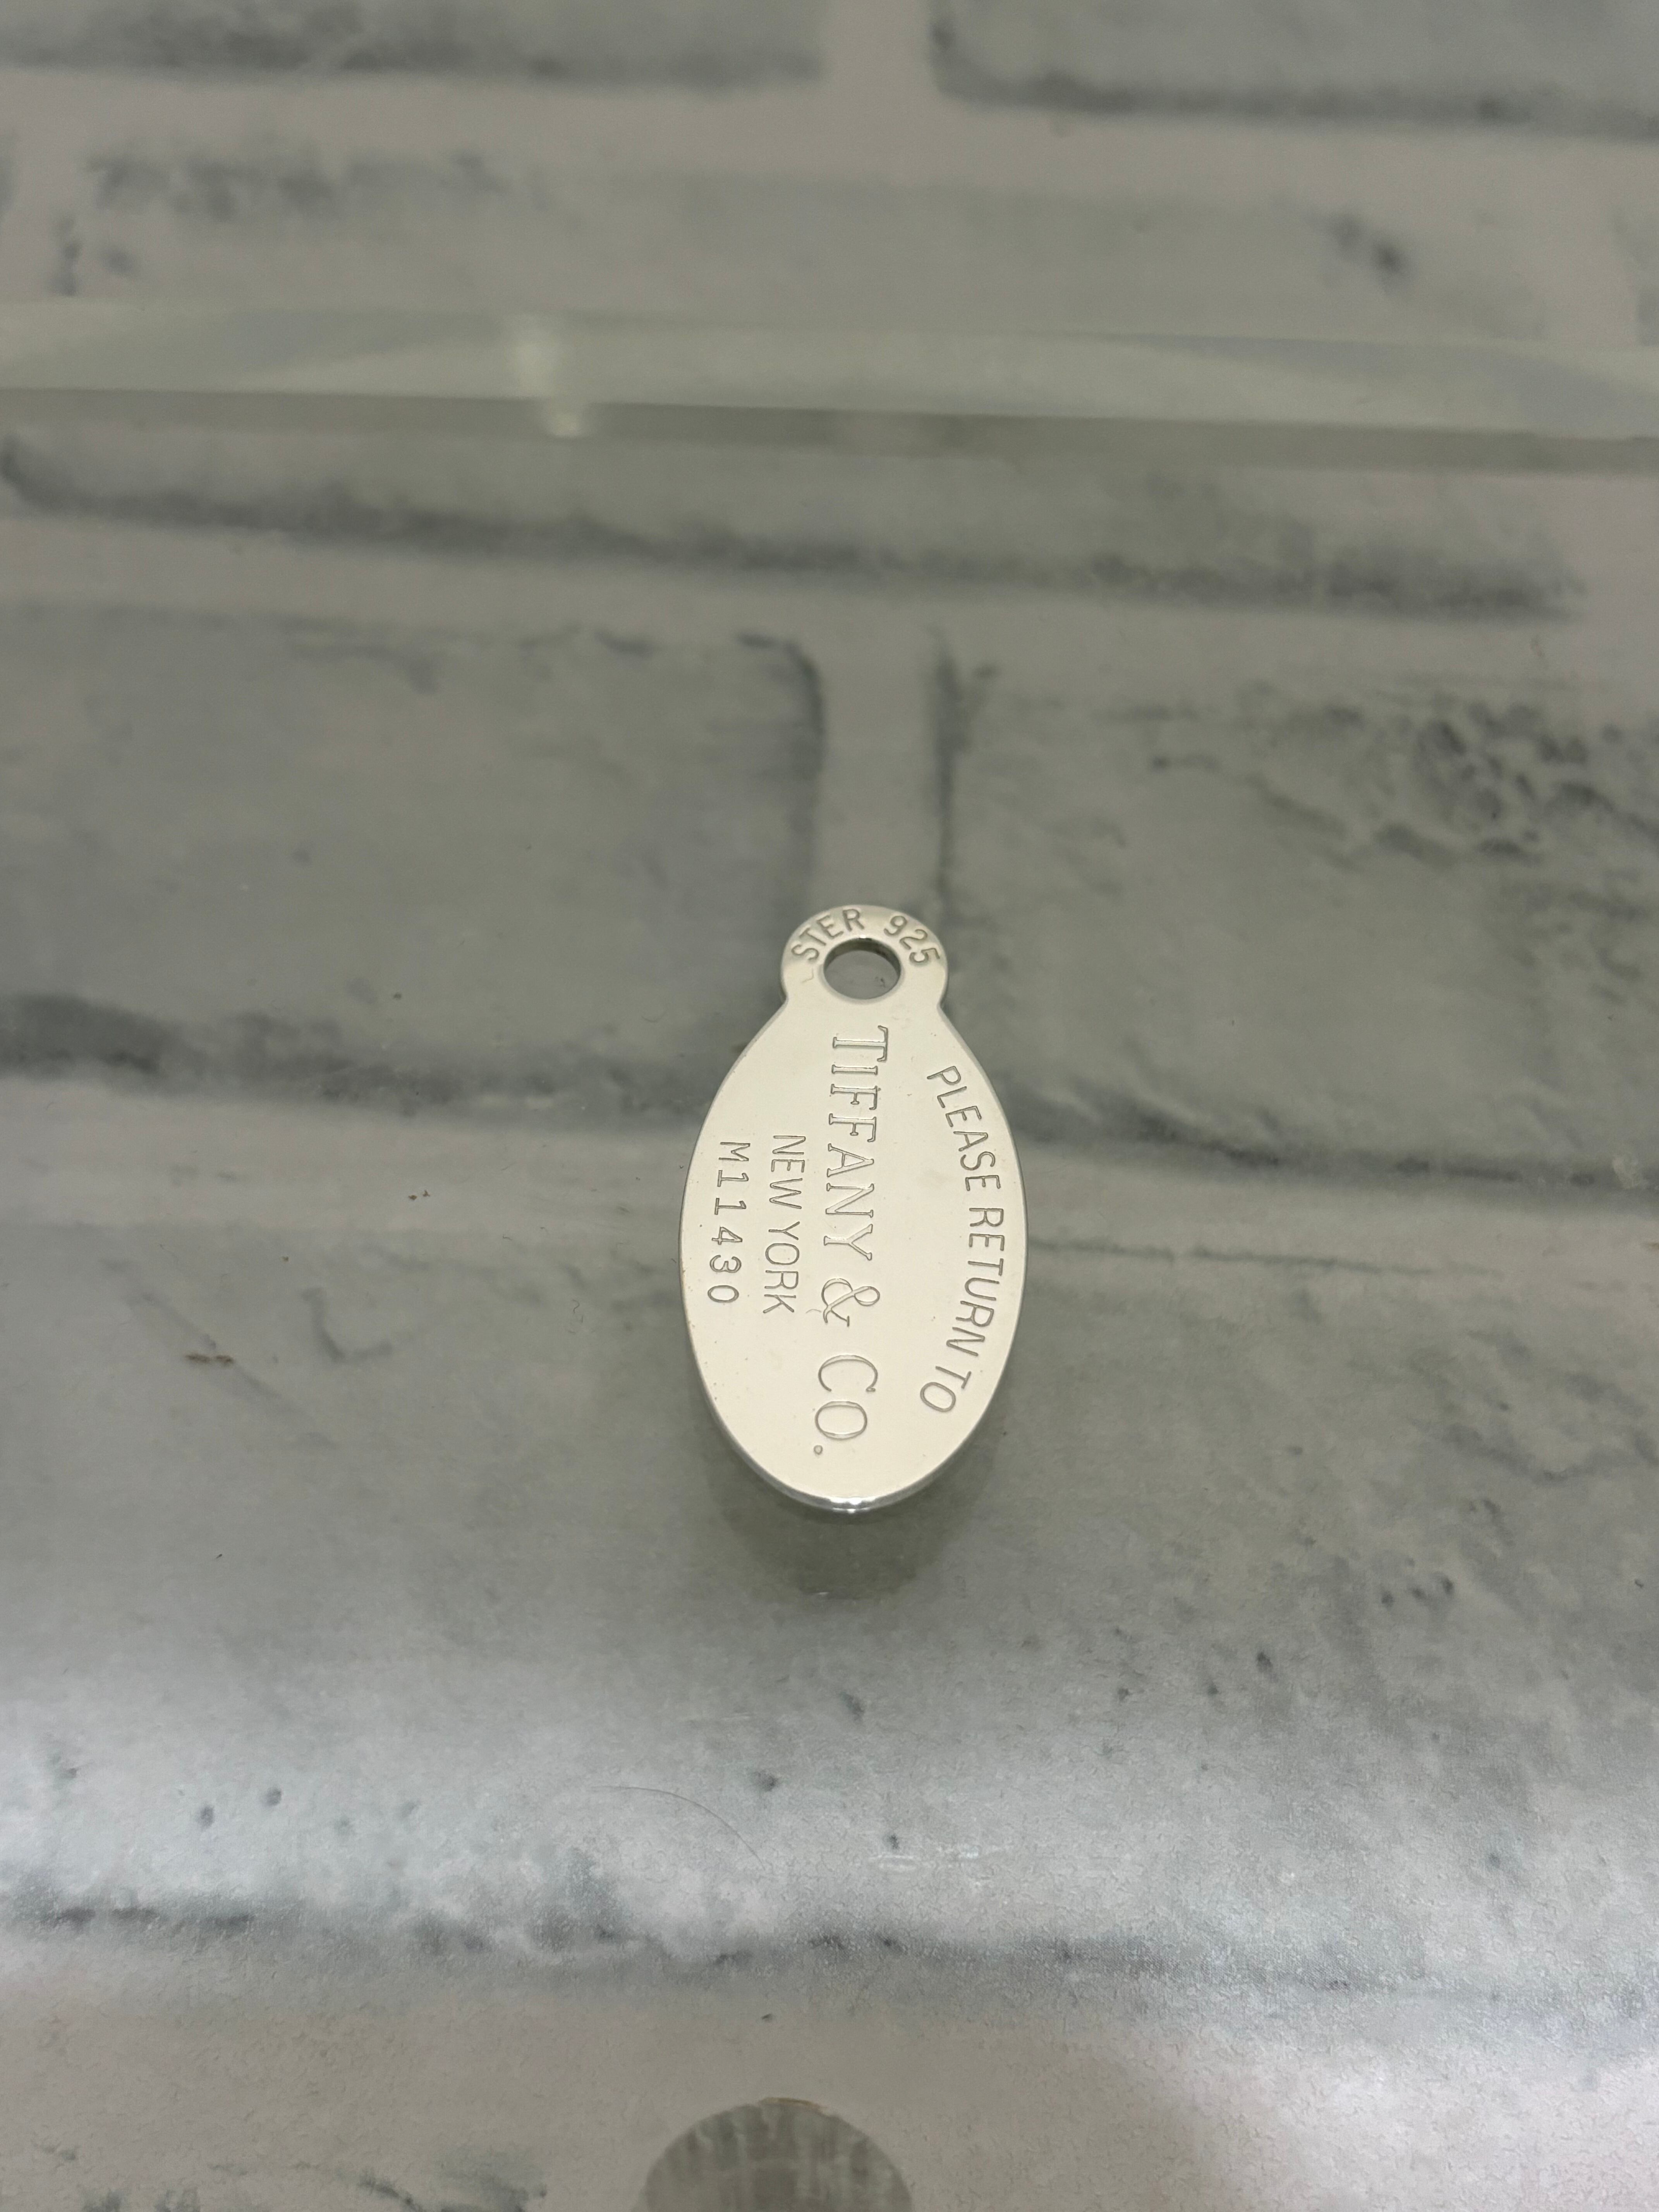 STER 925
PLEASE RETURN TO
TIFFANY & CO.
NEW YORK
M11430